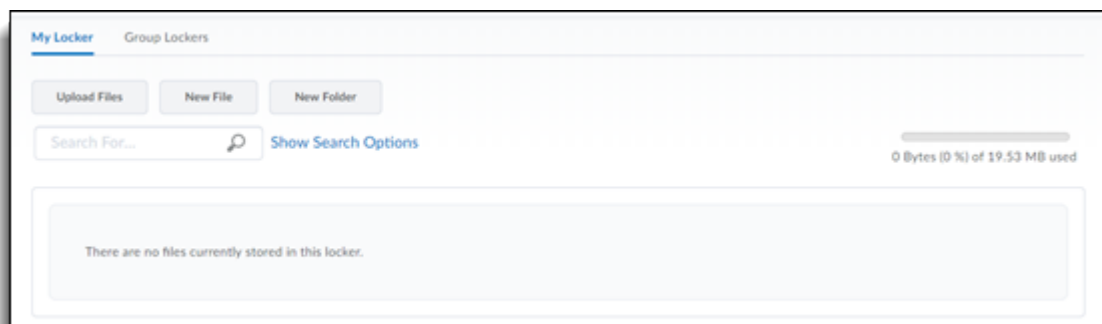 My Locker Group Lockers
Upload Files New File New Folder
Search For... Show Search Options
0 Bytes (0 %) of 19.53 MB used
There are no files currently stored in this locker.